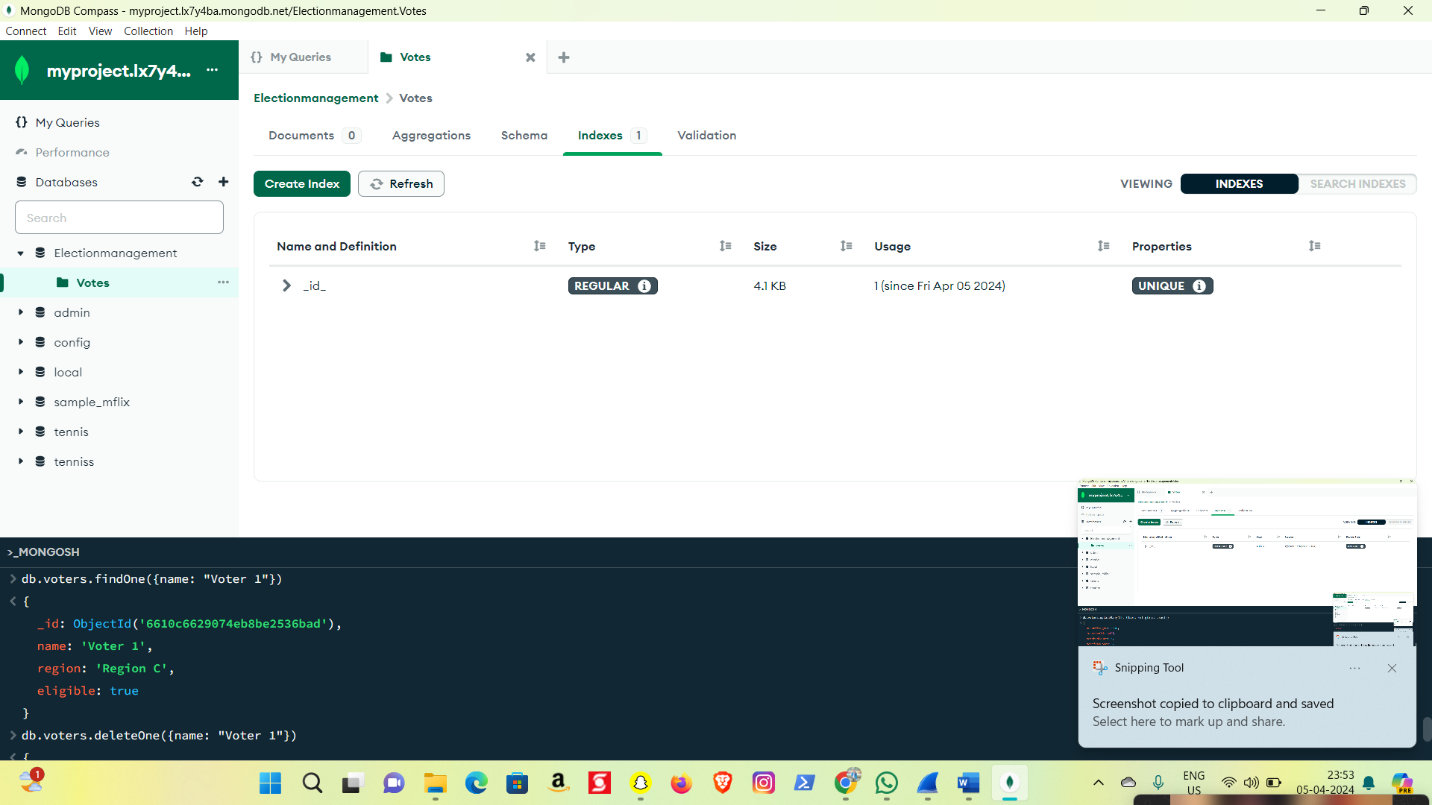 MongoDB Compass - myproject.lx7y4ba.mongodb.net/Electionmanagement.Votes
Connect Edit View Collection Help
myproject.lx7y4... ...
{} My Queries
Votes
Electionmanagement > Votes
{} My Queries
Performance
Databases
Search
Electionmanagement
Votes ...
admin
config
local
sample_mflix
tennis
tenniss
Documents 0 Aggregations Schema Indexes 1 Validation
Create Index Refresh
VIEWING INDEXES SEARCH INDEXES
Name and Definition Type Size Usage Properties
_id_ REGULAR 4.1 KB 1 (since Fri Apr 05 2024) UNIQUE
>_MONGOSH
> db.voters.findOne({name: "Voter 1"})
< {
_id: ObjectId('6610c6629074eb8be2536bad'),
name: 'Voter 1',
region: 'Region C',
eligible: true
}
> db.voters.deleteOne({name: "Voter 1"})
< {
Snipping Tool ...
Screenshot copied to clipboard and saved
Select here to mark up and share.
1
ENG
US
23:53
05-04-2024
PRE